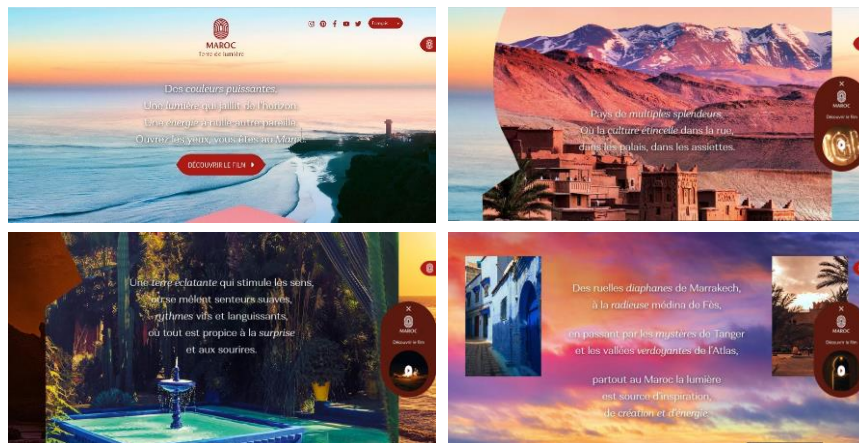 MAROC
Terre de lumière
Français
Des couleurs puissantes,
Une lumière qui jaillit de l'horizon,
Une énergie à nulle autre pareille,
Ouvrez les yeux, vous êtes au Maroc.
DÉCOUVRIR LE FILM
Pays de multiples splendeurs,
Où la culture étincelle dans la rue,
dans les palais, dans les assiettes.
MAROC
Découvrir le film
Une terre éclatante qui stimule les sens,
où se mêlent senteurs suaves,
rythmes vifs et languissants,
où tout est propice à la surprise
et aux sourires.
MAROC
Découvrir le film
Des ruelles diaphanes de Marrakech,
à la radieuse médina de Fès,
en passant par les mystères de Tanger
et les vallées verdoyantes de l'Atlas,
partout au Maroc la lumière
est source d'inspiration,
de création et d'énergie.
MAROC
Découvrir le film